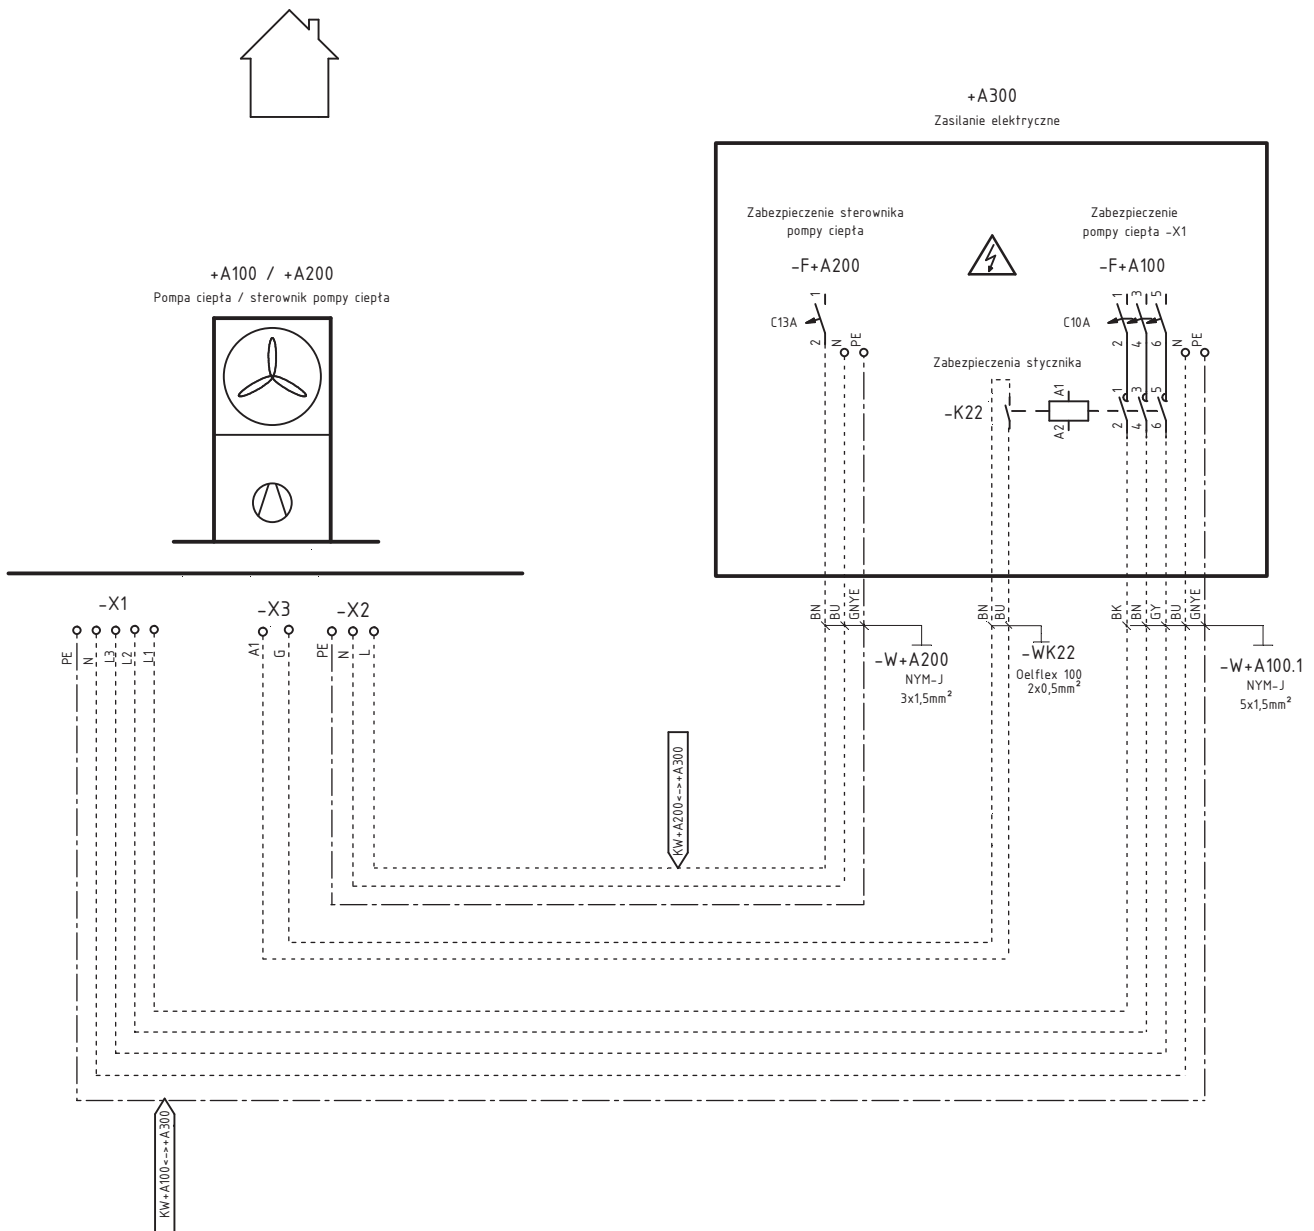 +A300
Zasilanie elektryczne
Zabezpieczenie sterownika
pompy ciepła
-F+A200
Zabezpieczenie
pompy ciepła -X1
-F+A100
+A100 / +A200
Pompa ciepła / sterownik pompy ciepła
1
C13A
2
N
PE
1
3
5
C10A
2
4
6
N
PE
Zabezpieczenia stycznika
-K22
A1
A2
1
3
5
2
4
6
-X1
PE
N
L3
L2
L1
-X3
A1
G
-X2
PE
N
L
BN
BU
GNYE
-W+A200
NYM-J
3x1,5mm²
BN
BU
-WK22
Oelflex 100
2x0,5mm²
BK
BN
GY
BU
GNYE
-W+A100.1
NYM-J
5x1,5mm²
KW+A200<->+A300
KW+A100<->+A300